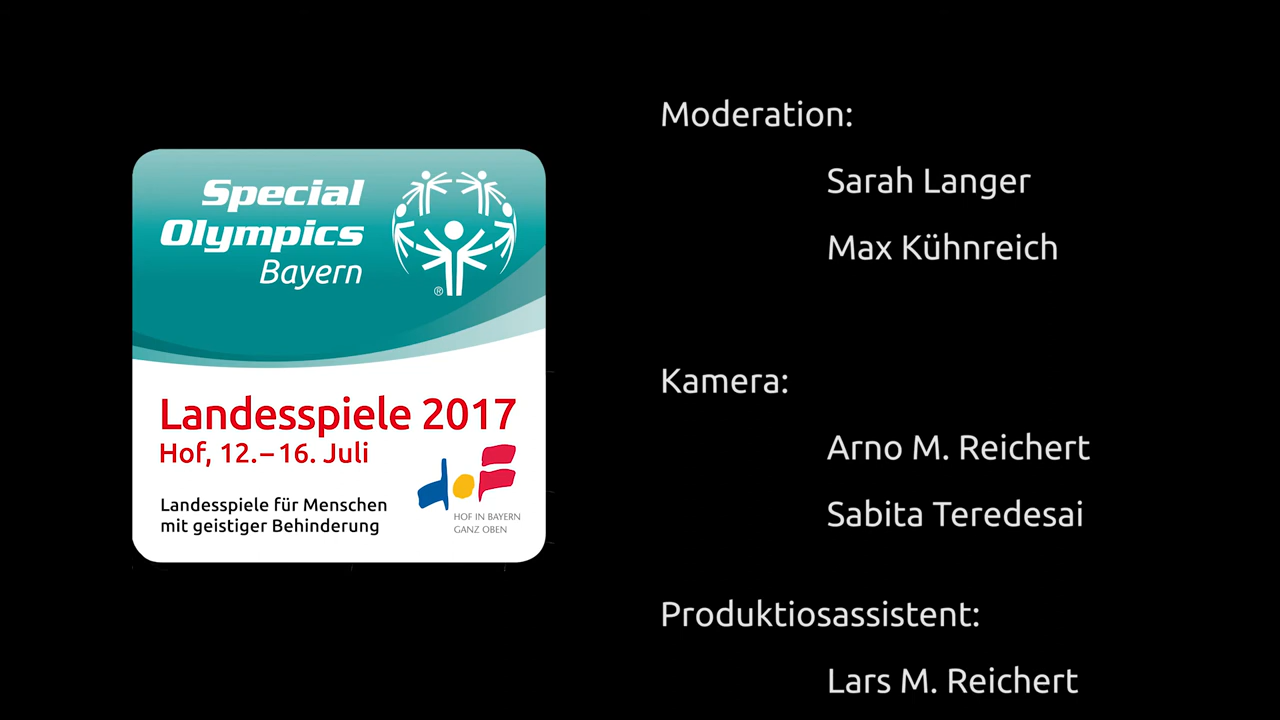 Special
Olympics
Bayern
®
Landesspiele 2017
Hof, 12.–16. Juli
Landesspiele für Menschen
mit geistiger Behinderung
HOF
HOF IN BAYERN
GANZ OBEN
Moderation:
Sarah Langer
Max Kühnreich
Kamera:
Arno M. Reichert
Sabita Teredesai
Produktiosassistent:
Lars M. Reichert